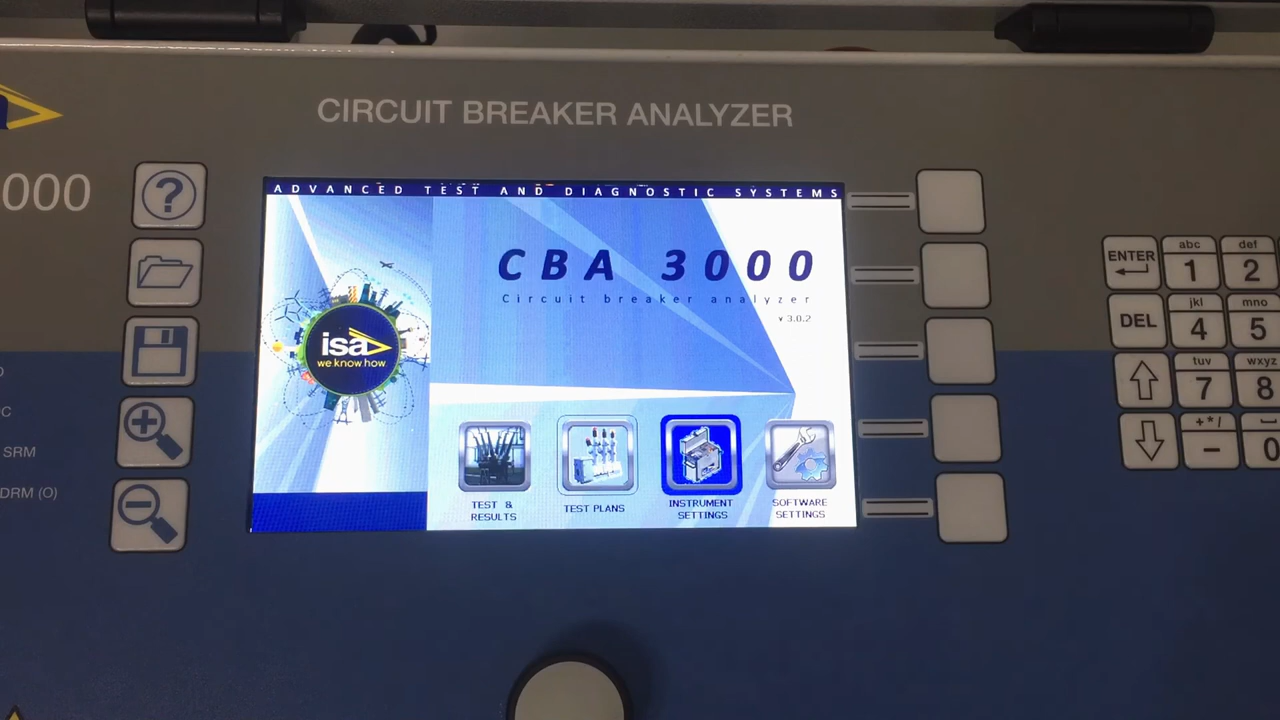 CIRCUIT BREAKER ANALYZER
000
ADVANCED TEST AND DIAGNOSTIC SYSTEMS
CBA 3000
Circuit breaker analyzer
v 3.0.2
isa
we know how
TEST & RESULTS
TEST PLANS
INSTRUMENT SETTINGS
SOFTWARE SETTINGS
?
SRM
DRM (O)
ENTER
abc
1
def
2
DEL
jkl
4
mno
5
tuv
7
wxyz
8
+*/
-
0